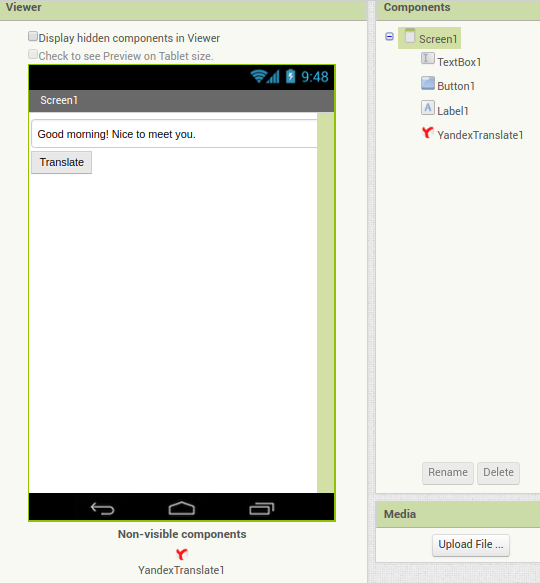 Viewer
Display hidden components in Viewer
Check to see Preview on Tablet size.
9:48
Screen1
Good morning! Nice to meet you.
Translate
Non-visible components
YandexTranslate1
Components
Screen1
TextBox1
Button1
A Label1
YandexTranslate1
Rename Delete
Media
Upload File ...